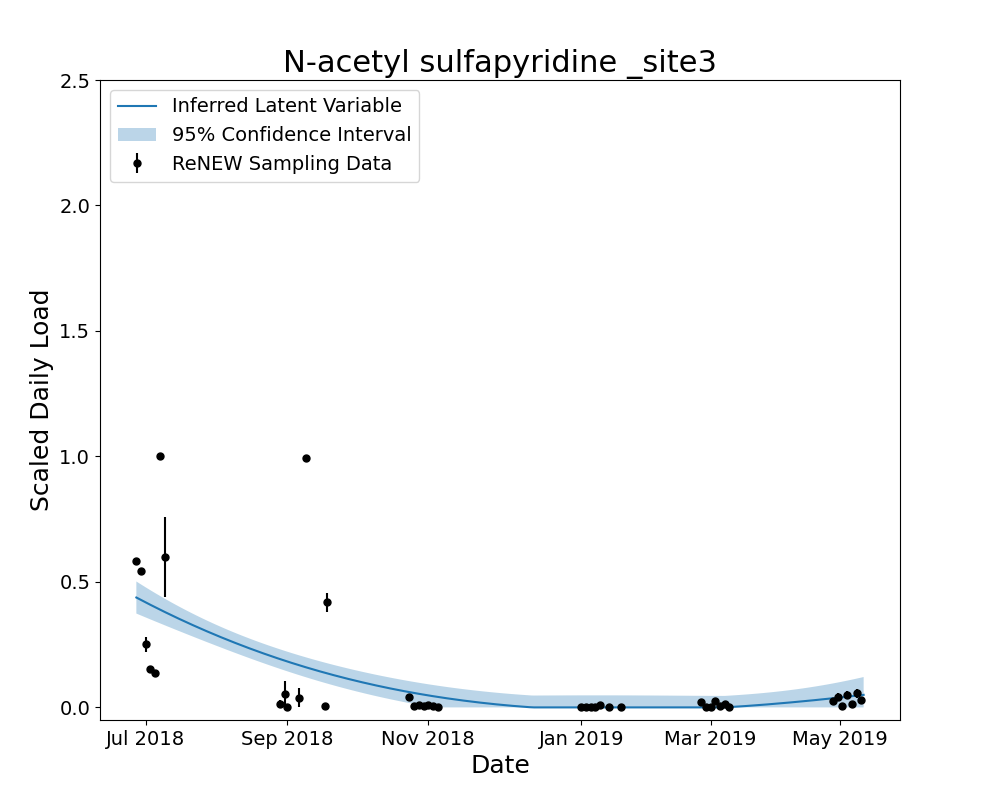 N-acetyl sulfapyridine _site3
Inferred Latent Variable
95% Confidence Interval
ReNEW Sampling Data
Scaled Daily Load
2.5
2.0
1.5
1.0
0.5
0.0
Jul 2018
Sep 2018
Nov 2018
Jan 2019
Mar 2019
May 2019
Date